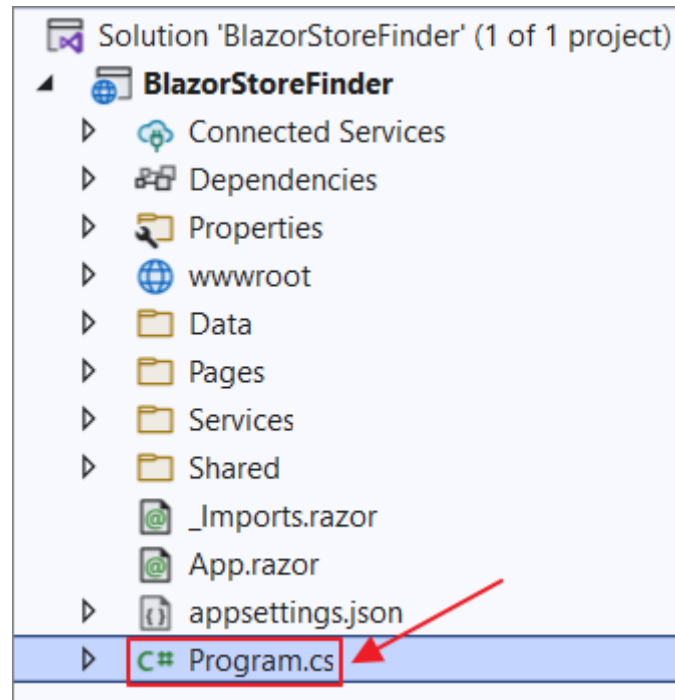 Solution 'BlazorStoreFinder' (1 of 1 project)
BlazorStoreFinder
Connected Services
Dependencies
Properties
wwwroot
Data
Pages
Services
Shared
_Imports.razor
App.razor
appsettings.json
C# Program.cs